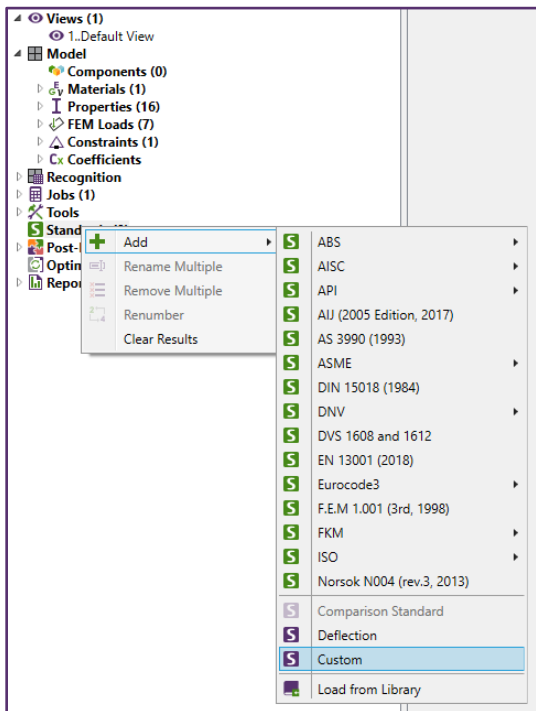 Views (1)
1..Default View
Model
Components (0)
Materials (1)
Properties (16)
FEM Loads (7)
Constraints (1)
Cx Coefficients
Recognition
Jobs (1)
Tools
Add
Rename Multiple
Remove Multiple
Renumber
Clear Results
ABS
AISC
API
AIJ (2005 Edition, 2017)
AS 3990 (1993)
ASME
DIN 15018 (1984)
DNV
DVS 1608 and 1612
EN 13001 (2018)
Eurocode3
F.E.M 1.001 (3rd, 1998)
FKM
ISO
Norsok N004 (rev.3, 2013)
Comparison Standard
Deflection
Custom
Load from Library